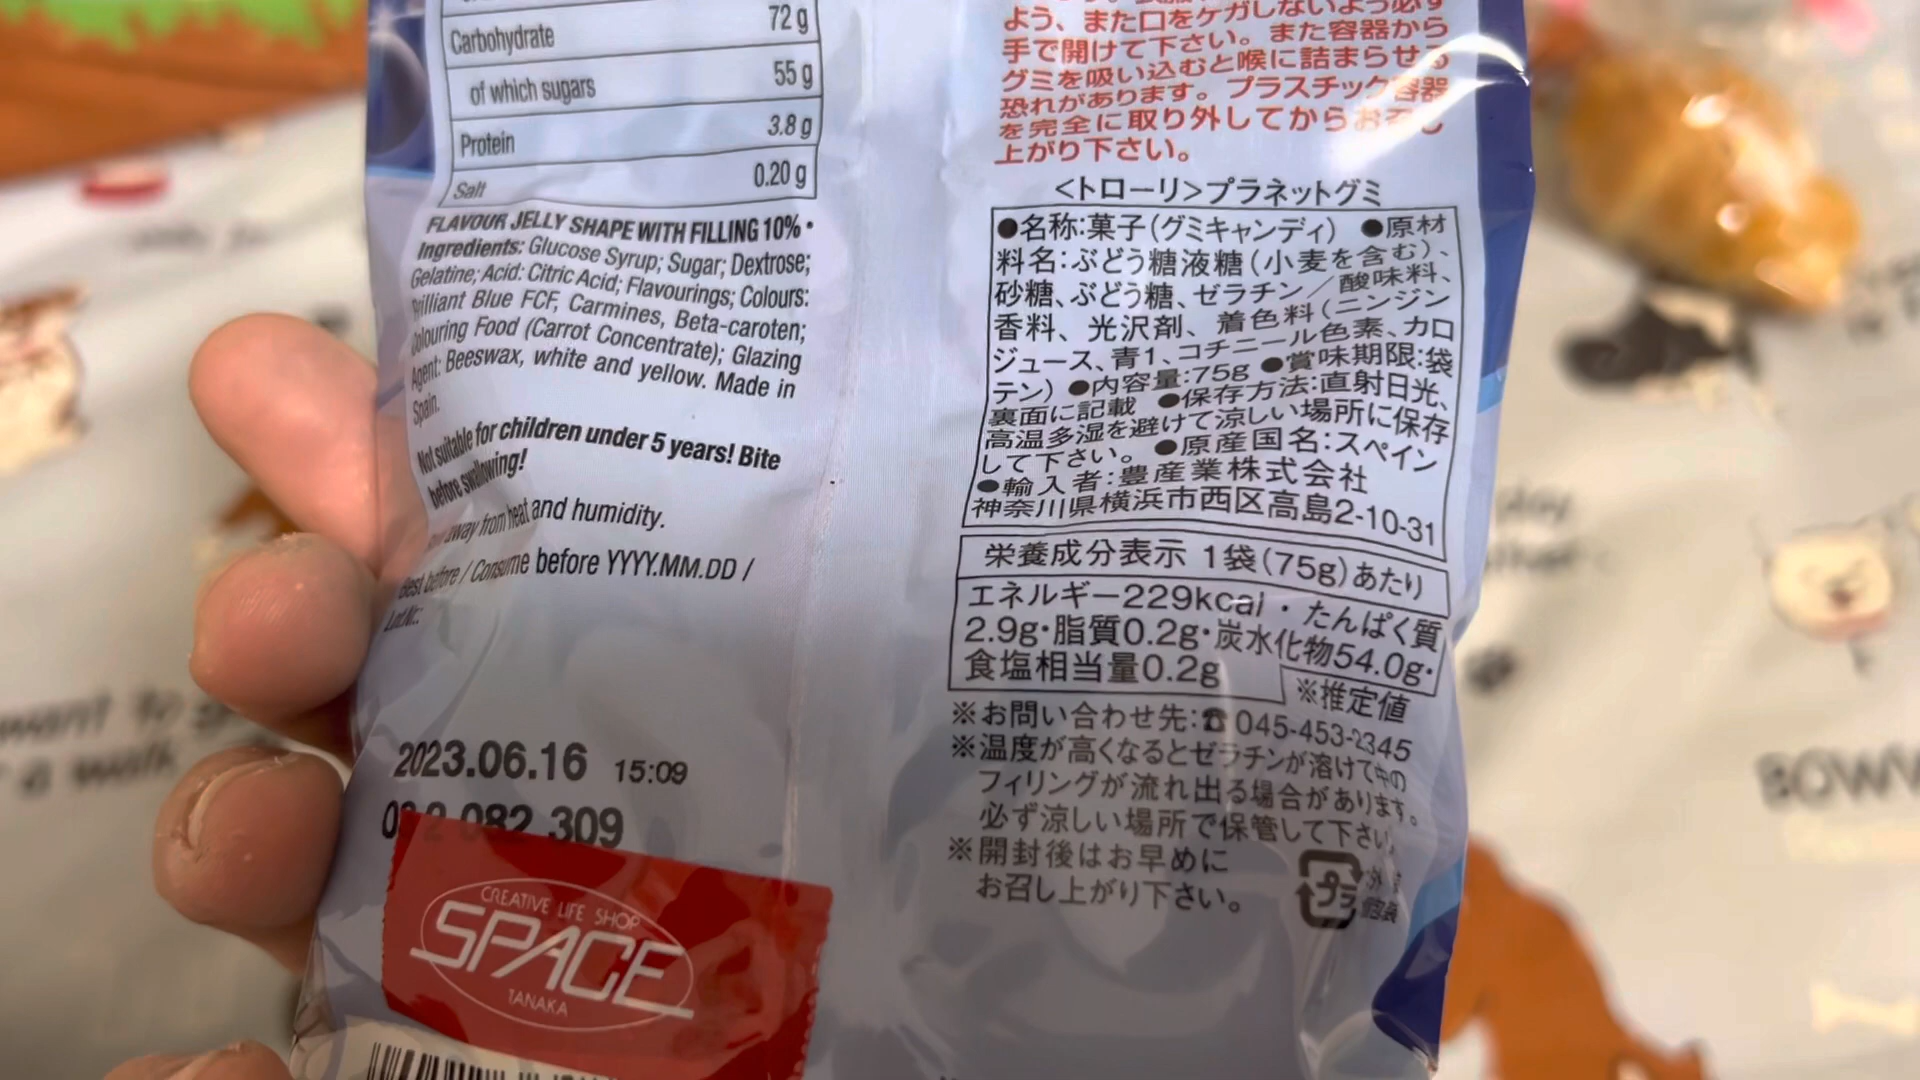 Carbohydrate 72 g
of which sugars 55 g
Protein 3.8 g
Salt 0.20 g
FLAVOUR JELLY SHAPE WITH FILLING 10% •
Ingredients: Glucose Syrup; Sugar; Dextrose;
Gelatine; Acid: Citric Acid; Flavourings; Colours:
Brilliant Blue FCF, Carmines, Beta-caroten;
Colouring Food (Carrot Concentrate); Glazing
Agent: Beeswax, white and yellow. Made in
Spain.
Not suitable for children under 5 years! Bite
before swallowing!
away from heat and humidity.
Best before / Consume before YYYY.MM.DD /
Lot.Nr.:
2023.06.16 15:09
082 309
CREATIVE LIFE SHOP
SPACE
TANAKA
よう、また口をケガしないよう必ず
手で開けて下さい。また容器から
グミを吸い込むと喉に詰まらせる
恐れがあります。プラスチック容器
を完全に取り外してからお召し
上がり下さい。
<トローリ>プラネットグミ
●名称:菓子(グミキャンディ) ●原材
料名:ぶどう糖液糖(小麦を含む)、
砂糖、ぶどう糖、ゼラチン/酸味料、
香料、光沢剤、着色料(ニンジン
ジュース、青1、コチニール色素、カロ
テン) ●内容量:75g ●賞味期限:袋
裏面に記載 ●保存方法:直射日光、
高温多湿を避けて涼しい場所に保存
して下さい。 ●原産国名:スペイン
●輸入者:豊産業株式会社
神奈川県横浜市西区高島2-10-31
栄養成分表示 1袋(75g)あたり
エネルギー229kcal・たんぱく質
2.9g・脂質0.2g・炭水化物54.0g・
食塩相当量0.2g
※推定値
※お問い合わせ先:☎045-453-2345
※温度が高くなるとゼラチンが溶けて中の
フィリングが流れ出る場合があります。
必ず涼しい場所で保管して下さい。
※開封後はお早めに
お召し上がり下さい。
プラ
want to
a walk
BOWW